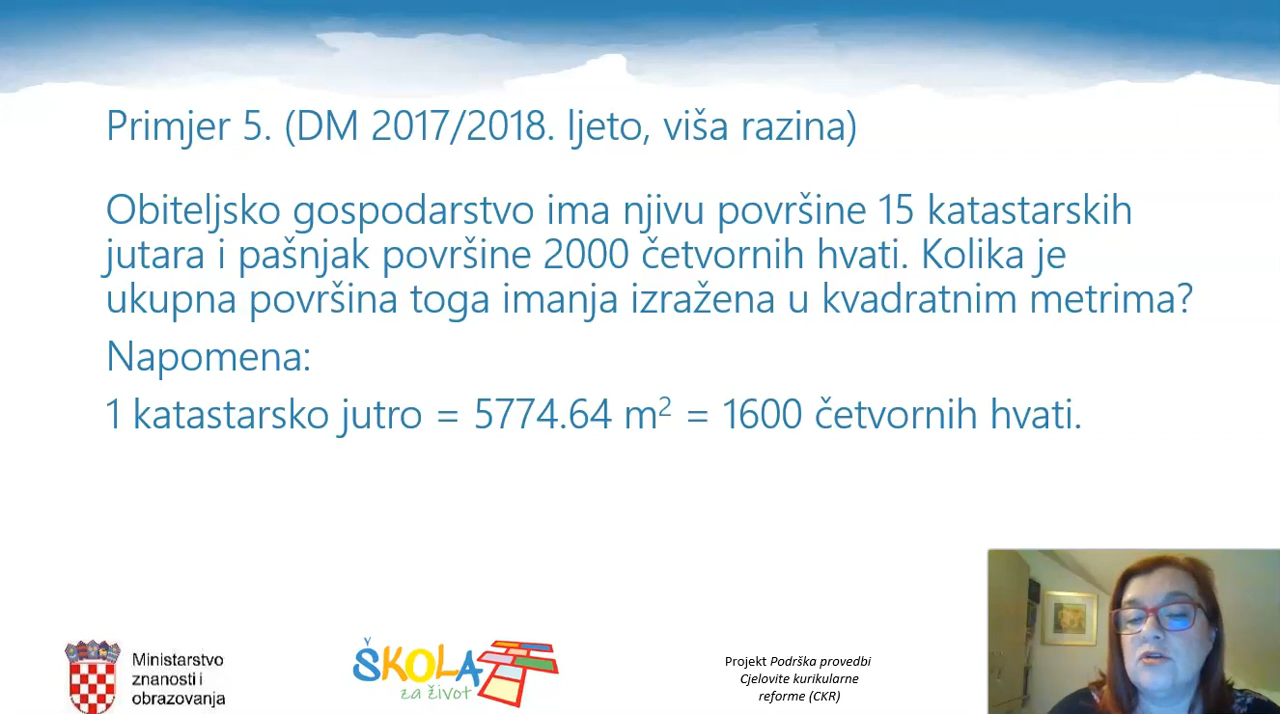 Primjer 5. (DM 2017/2018. ljeto, viša razina)
Obiteljsko gospodarstvo ima njivu površine 15 katastarskih
jutara i pašnjak površine 2000 četvornih hvati. Kolika je
ukupna površina toga imanja izražena u kvadratnim metrima?
Napomena:
1 katastarsko jutro = 5774.64 m² = 1600 četvornih hvati.
Ministarstvo
znanosti i
obrazovanja
ŠKOLA
za život
Projekt Podrška provedbi
Cjelovite kurikularne
reforme (CKR)